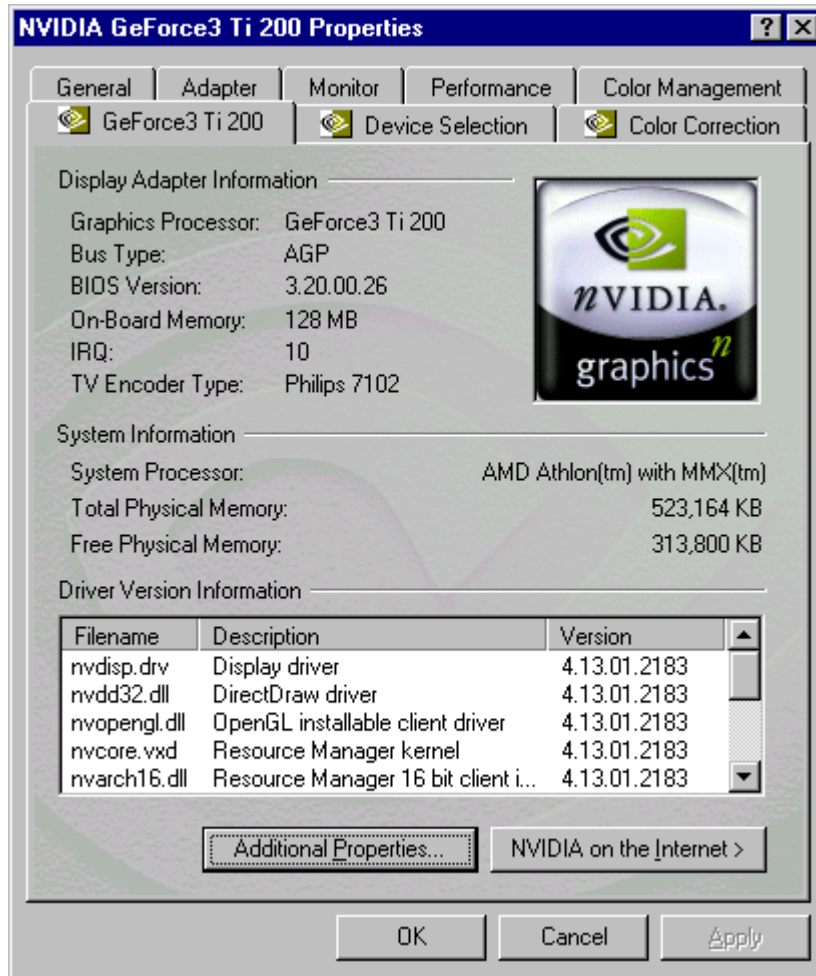 NVIDIA GeForce3 Ti 200 Properties
General Adapter Monitor Performance Color Management
GeForce3 Ti 200 Device Selection Color Correction
Display Adapter Information
Graphics Processor: GeForce3 Ti 200
Bus Type: AGP
BIOS Version: 3.20.00.26
On-Board Memory: 128 MB
IRQ: 10
TV Encoder Type: Philips 7102
nVIDIA.
graphics n
System Information
System Processor: AMD Athlon(tm) with MMX(tm)
Total Physical Memory: 523,164 KB
Free Physical Memory: 313,800 KB
Driver Version Information
Filename Description Version
nvdisp.drv Display driver 4.13.01.2183
nvdd32.dll DirectDraw driver 4.13.01.2183
nvopengl.dll OpenGL installable client driver 4.13.01.2183
nvcore.vxd Resource Manager kernel 4.13.01.2183
nvarch16.dll Resource Manager 16 bit client i... 4.13.01.2183
Additional Properties... NVIDIA on the Internet >
OK Cancel Apply